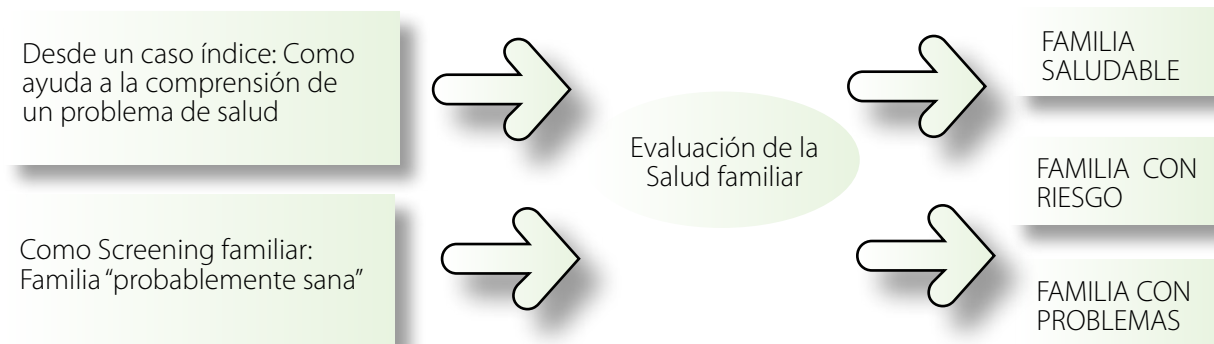 Desde un caso índice: Como
ayuda a la comprensión de
un problema de salud
Como Screening familiar:
Familia “probablemente sana”
Evaluación de la
Salud familiar
FAMILIA
SALUDABLE
FAMILIA CON
RIESGO
FAMILIA CON
PROBLEMAS